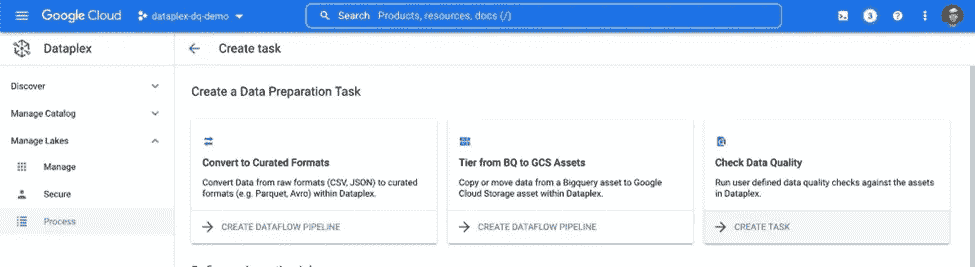 Google Cloud
dataplex-dq-demo
Search Products, resources, docs (/)
3
Dataplex
Create task
Discover
Manage Catalog
Manage Lakes
Manage
Secure
Process
Create a Data Preparation Task
Convert to Curated Formats
Convert Data from raw formats (CSV, JSON) to curated
formats (e.g. Parquet, Avro) within Dataplex.
CREATE DATAFLOW PIPELINE
Tier from BQ to GCS Assets
Copy or move data from a Bigquery asset to Google
Cloud Storage asset within Dataplex.
CREATE DATAFLOW PIPELINE
Check Data Quality
Run user defined data quality checks against the assets
in Dataplex.
CREATE TASK